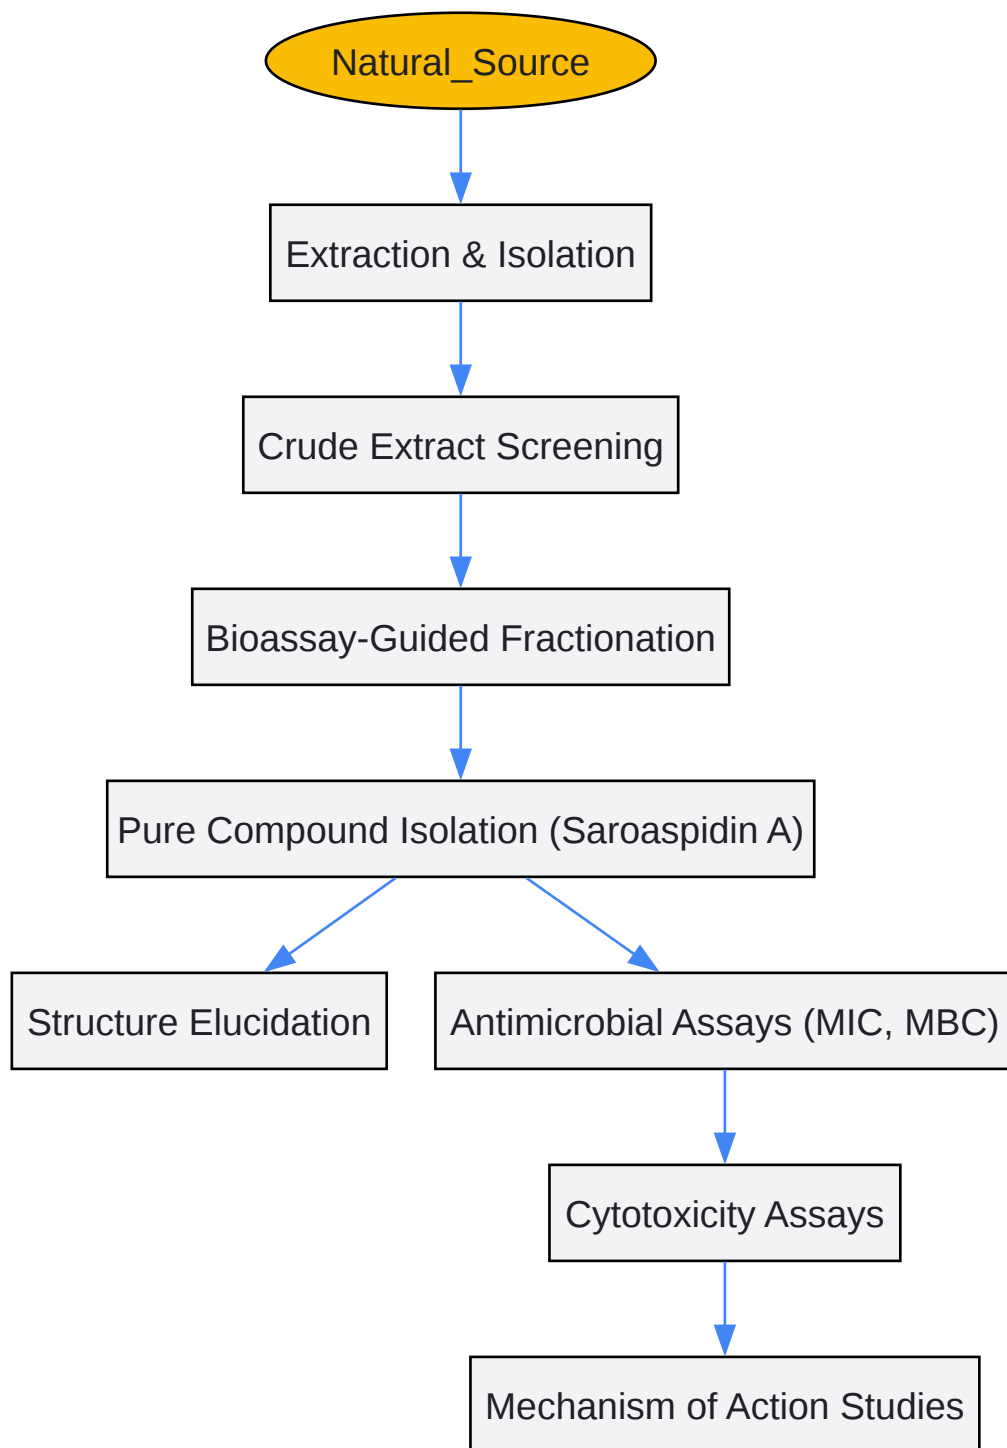 Natural_Source
Extraction & Isolation
Crude Extract Screening
Bioassay-Guided Fractionation
Pure Compound Isolation (Saroaspidin A)
Structure Elucidation
Antimicrobial Assays (MIC, MBC)
Cytotoxicity Assays
Mechanism of Action Studies